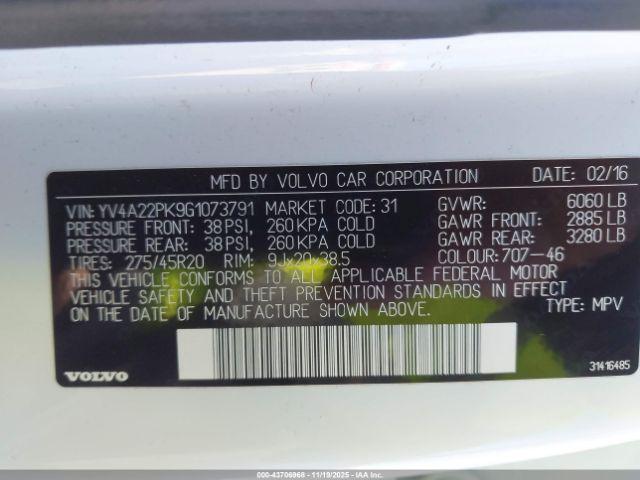 MFD BY VOLVO CAR CORPORATION DATE: 02/16
VIN: YV4A22PK9G1073791 MARKET CODE: 31 GVWR: 6060 LB
PRESSURE FRONT: 38 PSI, 260 KPA COLD GAWR FRONT: 2885 LB
PRESSURE REAR: 38 PSI, 260 KPA COLD GAWR REAR: 3280 LB
TIRES: 275/45R20 RIM: 9Jx20x38.5 COLOUR: 707-46
THIS VEHICLE CONFORMS TO ALL APPLICABLE FEDERAL MOTOR
VEHICLE SAFETY AND THEFT PREVENTION STANDARDS IN EFFECT
ON THE DATE OF MANUFACTURE SHOWN ABOVE. TYPE: MPV
VOLVO 31416485
000-43706968 - 11/19/2025 - IAAI.COM